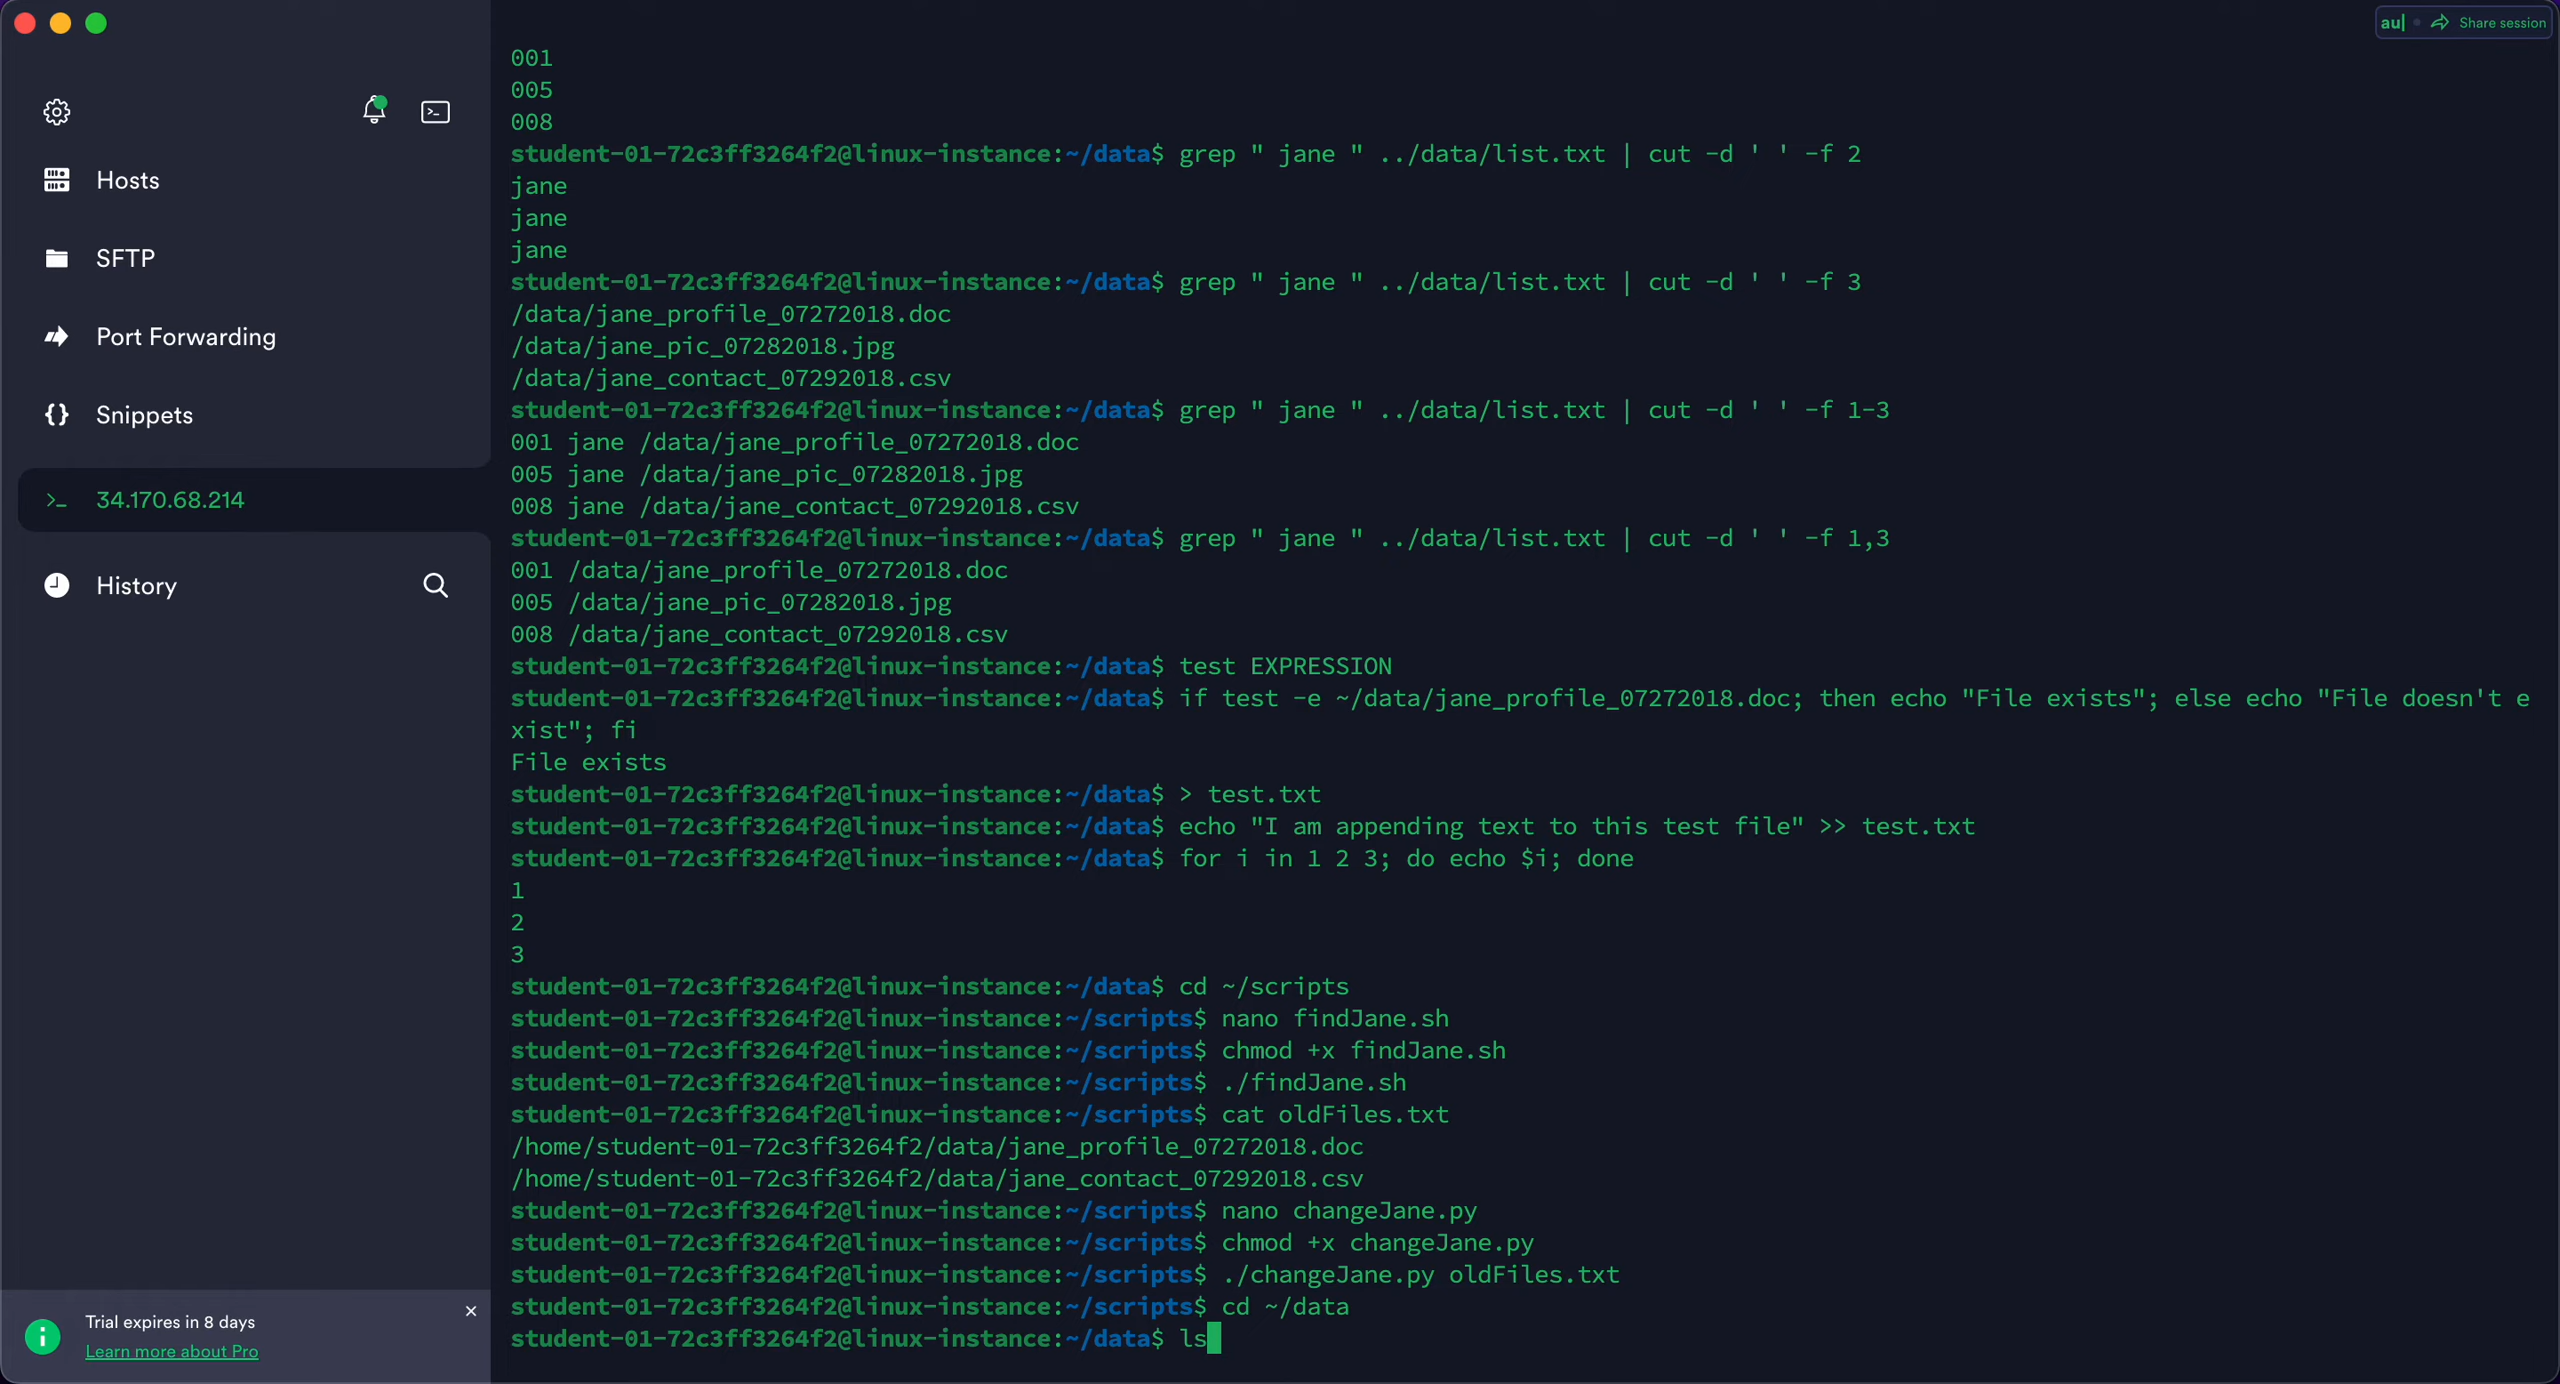 Hosts
SFTP
Port Forwarding
Snippets
>_ 34.170.68.214
History
Trial expires in 8 days
Learn more about Pro
au|
Share session
001
005
008
student-01-72c3ff3264f2@linux-instance:~/data$ grep " jane " ../data/list.txt | cut -d ' ' -f 2
jane
jane
jane
student-01-72c3ff3264f2@linux-instance:~/data$ grep " jane " ../data/list.txt | cut -d ' ' -f 3
/data/jane_profile_07272018.doc
/data/jane_pic_07282018.jpg
/data/jane_contact_07292018.csv
student-01-72c3ff3264f2@linux-instance:~/data$ grep " jane " ../data/list.txt | cut -d ' ' -f 1-3
001 jane /data/jane_profile_07272018.doc
005 jane /data/jane_pic_07282018.jpg
008 jane /data/jane_contact_07292018.csv
student-01-72c3ff3264f2@linux-instance:~/data$ grep " jane " ../data/list.txt | cut -d ' ' -f 1,3
001 /data/jane_profile_07272018.doc
005 /data/jane_pic_07282018.jpg
008 /data/jane_contact_07292018.csv
student-01-72c3ff3264f2@linux-instance:~/data$ test EXPRESSION
student-01-72c3ff3264f2@linux-instance:~/data$ if test -e ~/data/jane_profile_07272018.doc; then echo "File exists"; else echo "File doesn't e
xist"; fi
File exists
student-01-72c3ff3264f2@linux-instance:~/data$ > test.txt
student-01-72c3ff3264f2@linux-instance:~/data$ echo "I am appending text to this test file" >> test.txt
student-01-72c3ff3264f2@linux-instance:~/data$ for i in 1 2 3; do echo $i; done
1
2
3
student-01-72c3ff3264f2@linux-instance:~/data$ cd ~/scripts
student-01-72c3ff3264f2@linux-instance:~/scripts$ nano findJane.sh
student-01-72c3ff3264f2@linux-instance:~/scripts$ chmod +x findJane.sh
student-01-72c3ff3264f2@linux-instance:~/scripts$ ./findJane.sh
student-01-72c3ff3264f2@linux-instance:~/scripts$ cat oldFiles.txt
/home/student-01-72c3ff3264f2/data/jane_profile_07272018.doc
/home/student-01-72c3ff3264f2/data/jane_contact_07292018.csv
student-01-72c3ff3264f2@linux-instance:~/scripts$ nano changeJane.py
student-01-72c3ff3264f2@linux-instance:~/scripts$ chmod +x changeJane.py
student-01-72c3ff3264f2@linux-instance:~/scripts$ ./changeJane.py oldFiles.txt
student-01-72c3ff3264f2@linux-instance:~/scripts$ cd ~/data
student-01-72c3ff3264f2@linux-instance:~/data$ ls